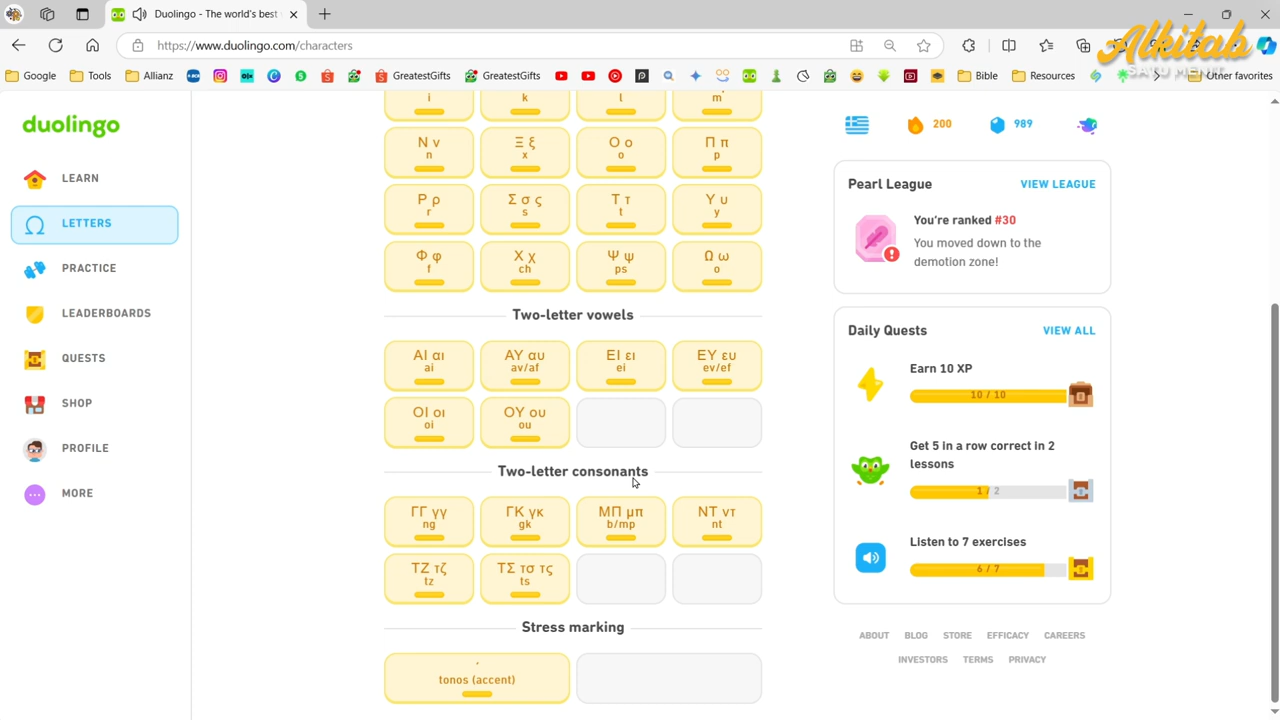 Duolingo - The world's best
https://www.duolingo.com/characters
Alkitab
SATU MENIT
Google
Tools
Allianz
GreatestGifts
GreatestGifts
Bible
Resources
Other favorites
duolingo
LEARN
LETTERS
PRACTICE
LEADERBOARDS
QUESTS
SHOP
PROFILE
MORE
i
k
l
m
Ν ν
n
Ξ ξ
x
Ο ο
o
Π π
p
Ρ ρ
r
Σ σ ς
s
Τ τ
t
Υ υ
y
Φ φ
f
Χ χ
ch
Ψ ψ
ps
Ω ω
o
Two-letter vowels
ΑΙ αι
ai
ΑΥ αυ
av/af
ΕΙ ει
ei
ΕΥ ευ
ev/ef
ΟΙ οι
oi
ΟΥ ου
ou
Two-letter consonants
ΓΓ γγ
ng
ΓΚ γκ
gk
ΜΠ μπ
b/mp
ΝΤ ντ
nt
ΤΖ τζ
tz
ΤΣ τσ τς
ts
Stress marking
΄
tonos (accent)
200
989
Pearl League
VIEW LEAGUE
You're ranked #30
You moved down to the
demotion zone!
Daily Quests
VIEW ALL
Earn 10 XP
10 / 10
Get 5 in a row correct in 2
lessons
1 / 2
Listen to 7 exercises
6 / 7
ABOUT
BLOG
STORE
EFFICACY
CAREERS
INVESTORS
TERMS
PRIVACY